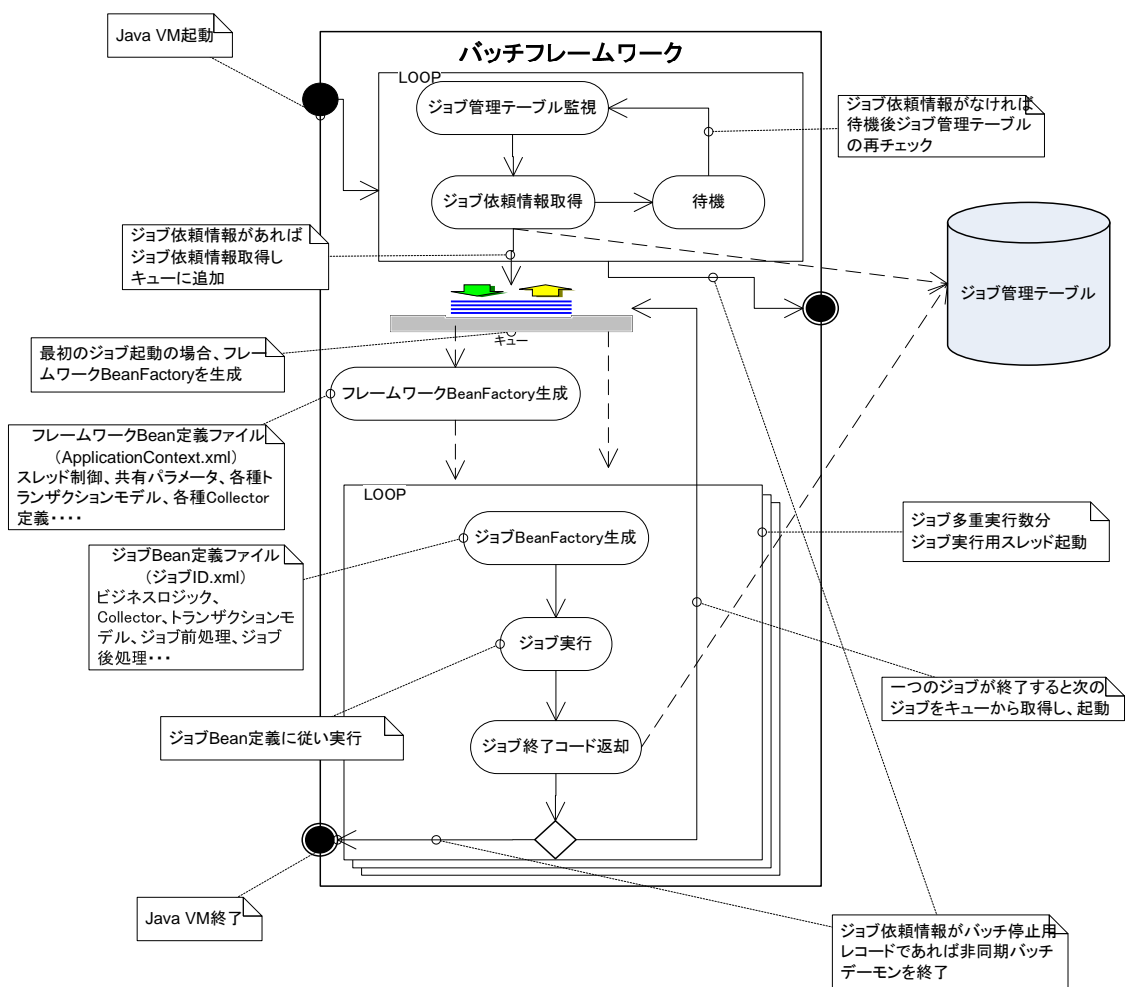 Java VM起動
バッチフレームワーク
LOOP
ジョブ管理テーブル監視
ジョブ依頼情報がなければ
待機後ジョブ管理テーブル
の再チェック
ジョブ依頼情報取得
待機
ジョブ依頼情報があれば
ジョブ依頼情報取得し
キューに追加
ジョブ管理テーブル
キュー
最初のジョブ起動の場合、フレー
ムワークBeanFactoryを生成
フレームワークBeanFactory生成
フレームワークBean定義ファイル
（ApplicationContext.xml）
スレッド制御、共有パラメータ、各種ト
ランザクションモデル、各種Collector
定義・・・・
LOOP
ジョブ多重実行数分
ジョブ実行用スレッド起動
ジョブBeanFactory生成
ジョブBean定義ファイル
（ジョブID.xml）
ビジネスロジック、
Collector、トランザクションモ
デル、ジョブ前処理、ジョブ
後処理・・・
ジョブ実行
一つのジョブが終了すると次の
ジョブをキューから取得し、起動
ジョブBean定義に従い実行
ジョブ終了コード返却
Java VM終了
ジョブ依頼情報がバッチ停止用
レコードであれば非同期バッチ
デーモンを終了